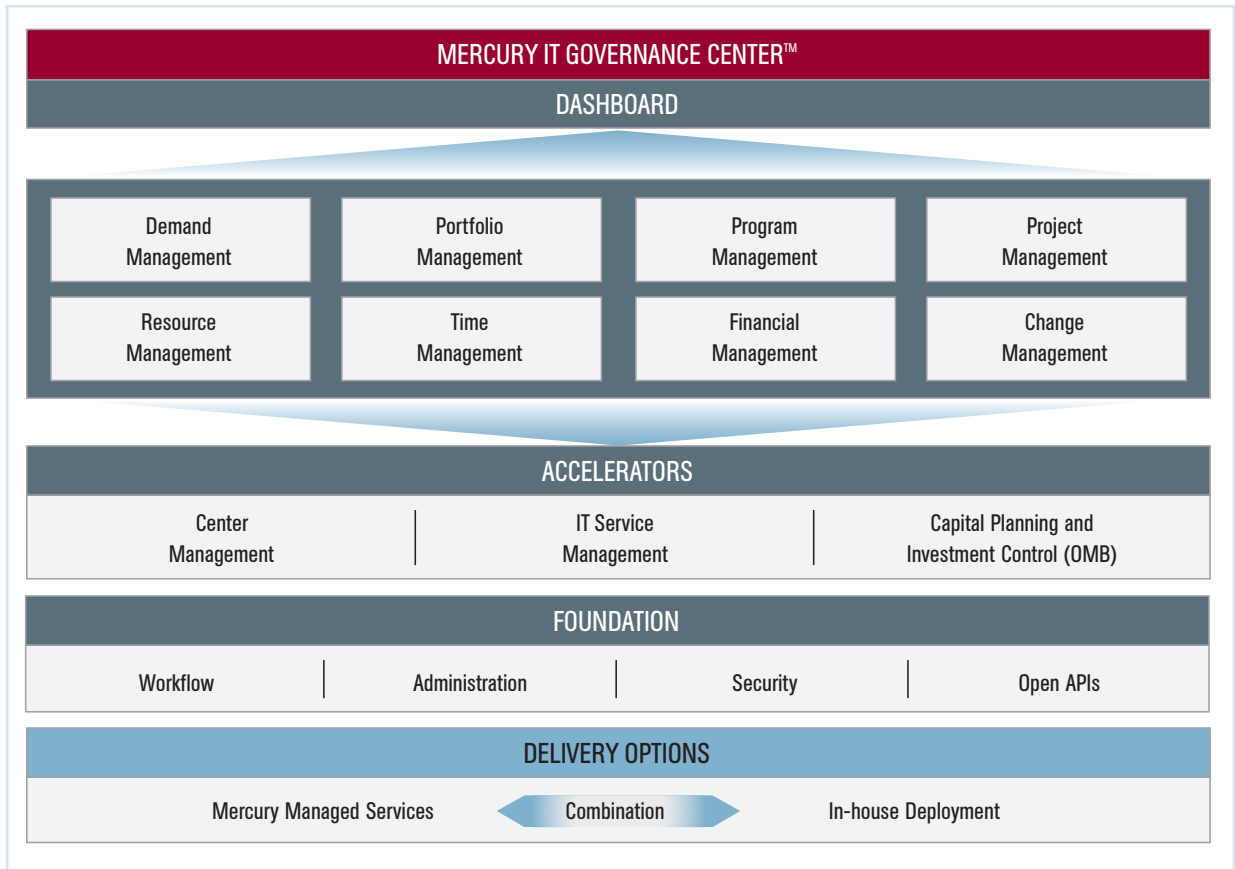 MERCURY IT GOVERNANCE CENTER™
DASHBOARD
Demand
Management
Portfolio
Management
Program
Management
Project
Management
Resource
Management
Time
Management
Financial
Management
Change
Management
ACCELERATORS
Center
Management
IT Service
Management
Capital Planning and
Investment Control (OMB)
FOUNDATION
Workflow
Administration
Security
Open APIs
DELIVERY OPTIONS
Mercury Managed Services
Combination
In-house Deployment